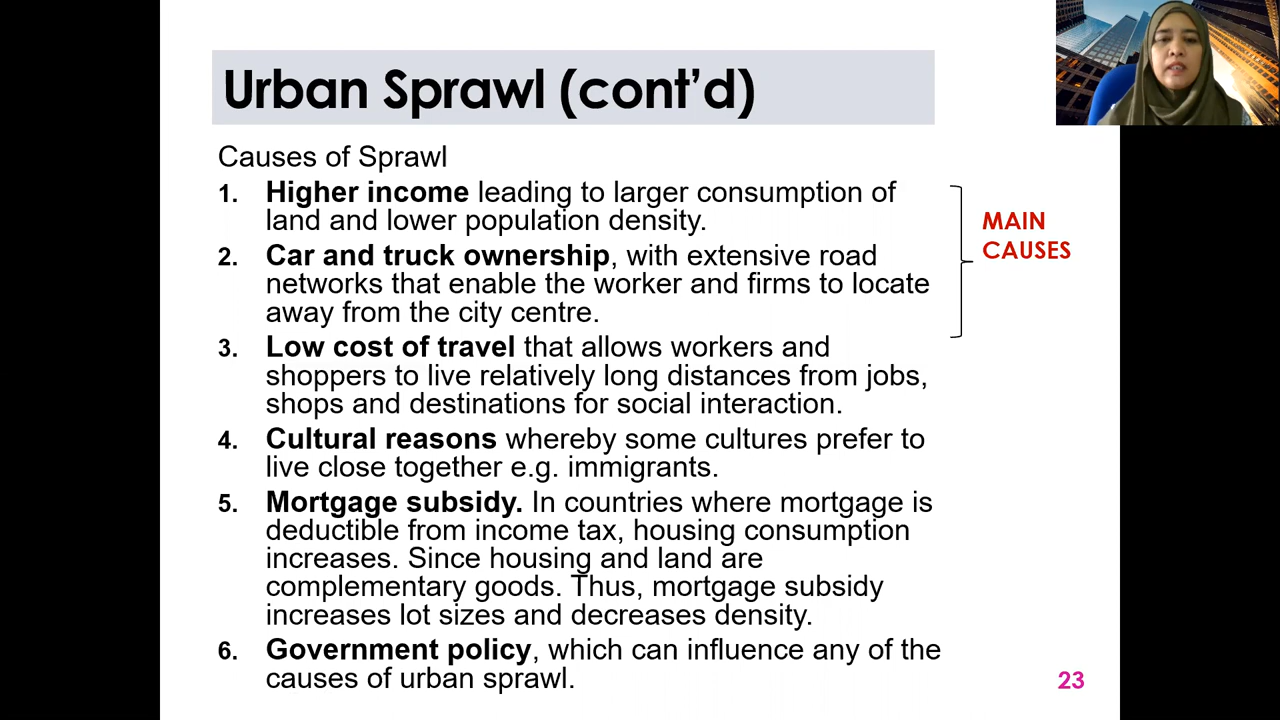 Urban Sprawl (cont’d)
Causes of Sprawl
1. Higher income leading to larger consumption of
land and lower population density.
2. Car and truck ownership, with extensive road
networks that enable the worker and firms to locate
away from the city centre.
3. Low cost of travel that allows workers and
shoppers to live relatively long distances from jobs,
shops and destinations for social interaction.
4. Cultural reasons whereby some cultures prefer to
live close together e.g. immigrants.
5. Mortgage subsidy. In countries where mortgage is
deductible from income tax, housing consumption
increases. Since housing and land are
complementary goods. Thus, mortgage subsidy
increases lot sizes and decreases density.
6. Government policy, which can influence any of the
causes of urban sprawl.
MAIN
CAUSES
23